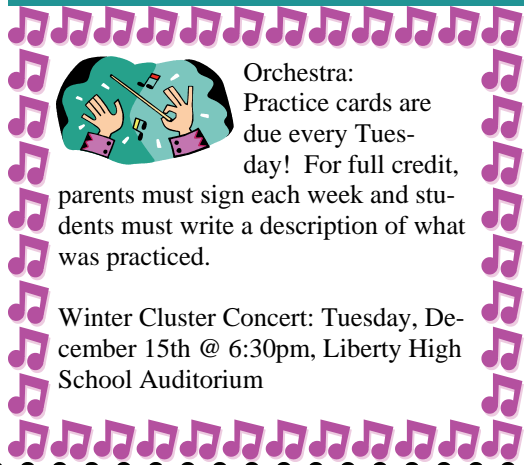 Orchestra:
Practice cards are
due every Tues-
day!  For full credit,
parents must sign each week and stu-
dents must write a description of what
was practiced.
Winter Cluster Concert: Tuesday, De-
cember 15th @ 6:30pm, Liberty High
School Auditorium